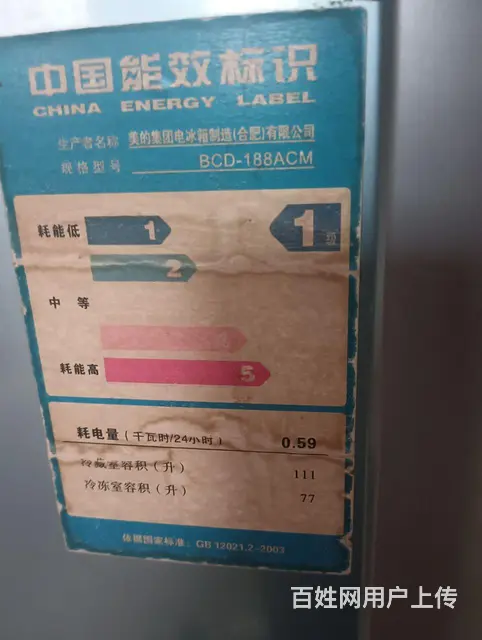 中国能效标识
CHINA ENERGY LABEL
生产者名称 美的集团电冰箱制造(合肥)有限公司
规格型号 BCD-188ACM
耗能低 1 1级
2
中等
耗能高 5
耗电量(千瓦时/24小时) 0.59
冷藏室容积(升) 111
冷冻室容积(升) 77
依据国家标准: GB 12021.2-2003
百姓网用户上传